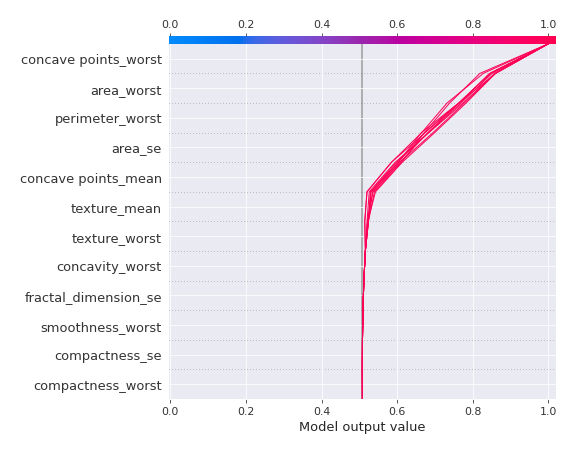 0.0 0.2 0.4 0.6 0.8 1.0
concave points_worst
area_worst
perimeter_worst
area_se
concave points_mean
texture_mean
texture_worst
concavity_worst
fractal_dimension_se
smoothness_worst
compactness_se
compactness_worst
0.0 0.2 0.4 0.6 0.8 1.0
Model output value